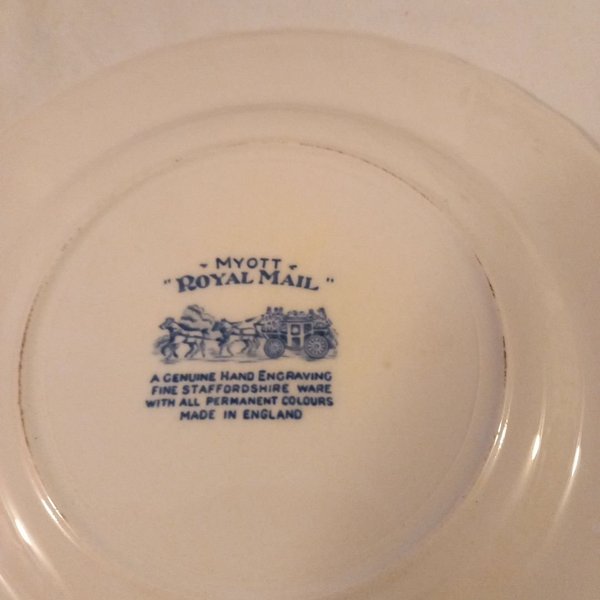 MYOTT
"ROYAL MAIL"
A GENUINE HAND ENGRAVING
FINE STAFFORDSHIRE WARE
WITH ALL PERMANENT COLOURS
MADE IN ENGLAND